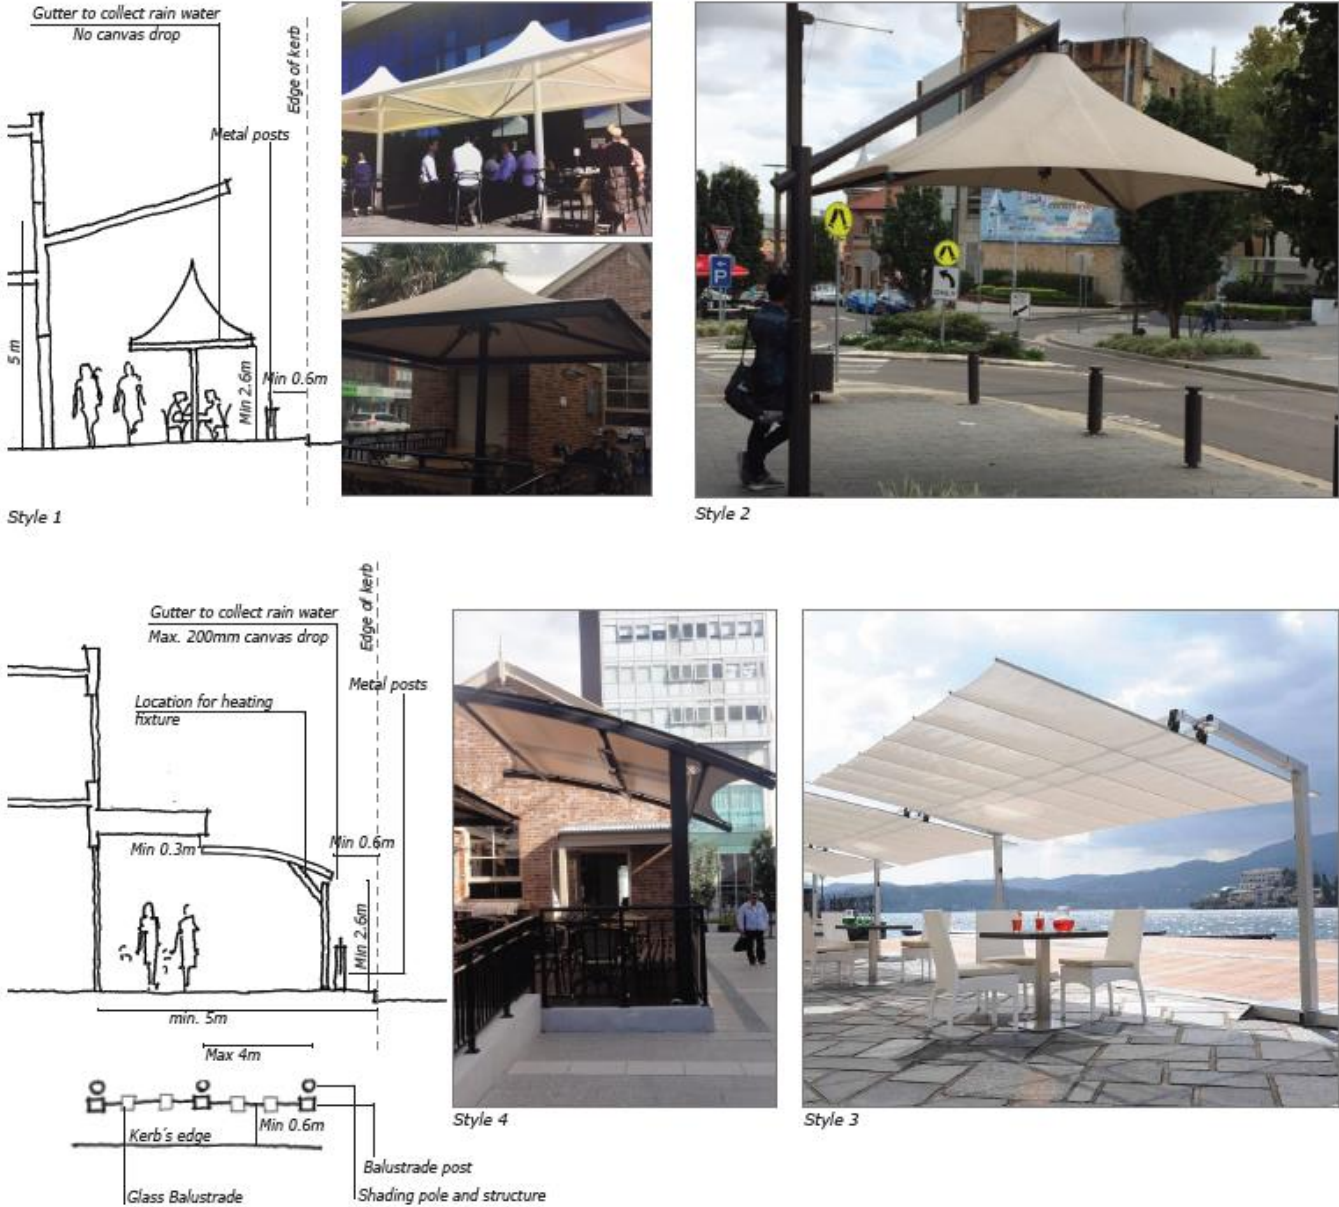 Gutter to collect rain water
No canvas drop
Edge of kerb
Metal posts
5 m
Min 2.6m
Min 0.6m
Style 1
P
Style 2
Gutter to collect rain water
Max. 200mm canvas drop
Edge of kerb
Location for heating
fixture
Metal posts
Min 0.3m
Min 0.6m
Min 2.6m
min. 5m
Max 4m
Min 0.6m
Kerb's edge
Balustrade post
Glass Balustrade
Shading pole and structure
Style 4
Style 3